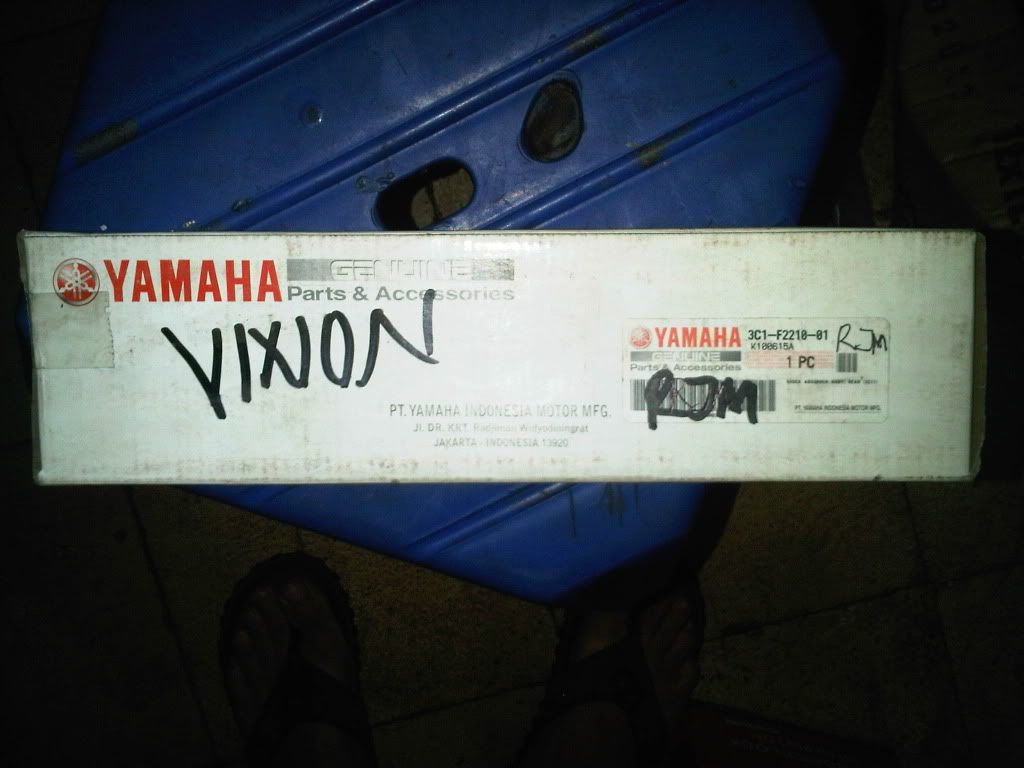 YAMAHA GENUINE
Parts & Accessories
VIXION
PT. YAMAHA INDONESIA MOTOR MFG.
Jl. DR. KRT. Radjiman Widyodiningrat
JAKARTA - INDONESIA 13920
YAMAHA
GENUINE
Parts & Accessories
3C1-F2210-01
K100615A
1 PC
RJM
RJM
PT. YAMAHA INDONESIA MOTOR MFG.